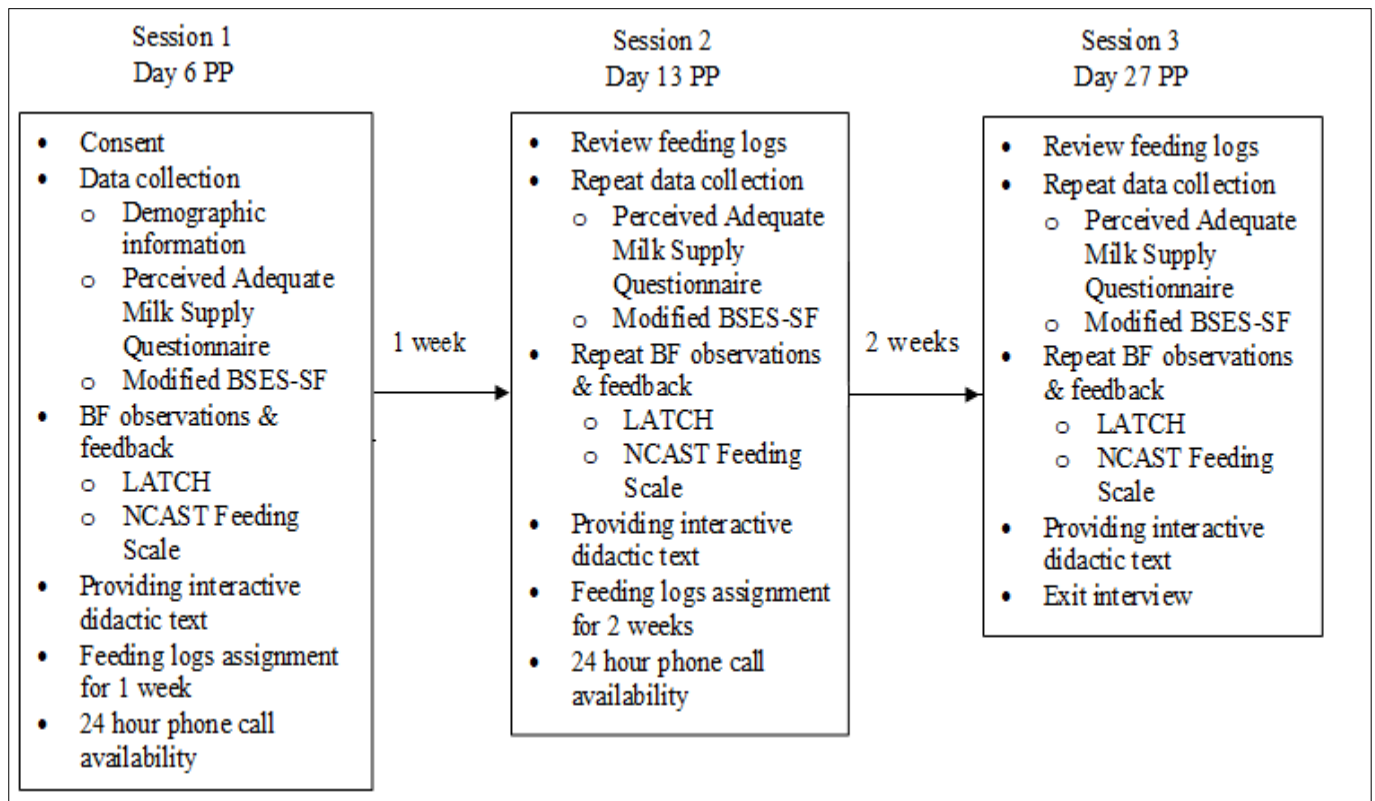 Session 1
Day 6 PP
• Consent
• Data collection
o Demographic
information
o Perceived Adequate
Milk Supply
Questionnaire
o Modified BSES-SF
• BF observations &
feedback
o LATCH
o NCAST Feeding
Scale
• Providing interactive
didactic text
• Feeding logs assignment
for 1 week
• 24 hour phone call
availability
1 week
Session 2
Day 13 PP
• Review feeding logs
• Repeat data collection
o Perceived Adequate
Milk Supply
Questionnaire
o Modified BSES-SF
• Repeat BF observations
& feedback
o LATCH
o NCAST Feeding
Scale
• Providing interactive
didactic text
• Feeding logs assignment
for 2 weeks
• 24 hour phone call
availability
2 weeks
Session 3
Day 27 PP
• Review feeding logs
• Repeat data collection
o Perceived Adequate
Milk Supply
Questionnaire
o Modified BSES-SF
• Repeat BF observations
& feedback
o LATCH
o NCAST Feeding
Scale
• Providing interactive
didactic text
• Exit interview